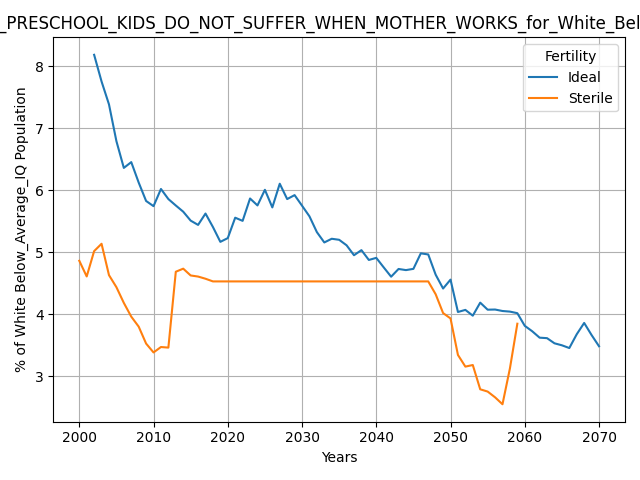 _PRESCHOOL_KIDS_DO_NOT_SUFFER_WHEN_MOTHER_WORKS_for_White_Bel
Fertility
Ideal
Sterile
% of White Below_Average_IQ Population
8
7
6
5
4
3
2000 2010 2020 2030 2040 2050 2060 2070
Years